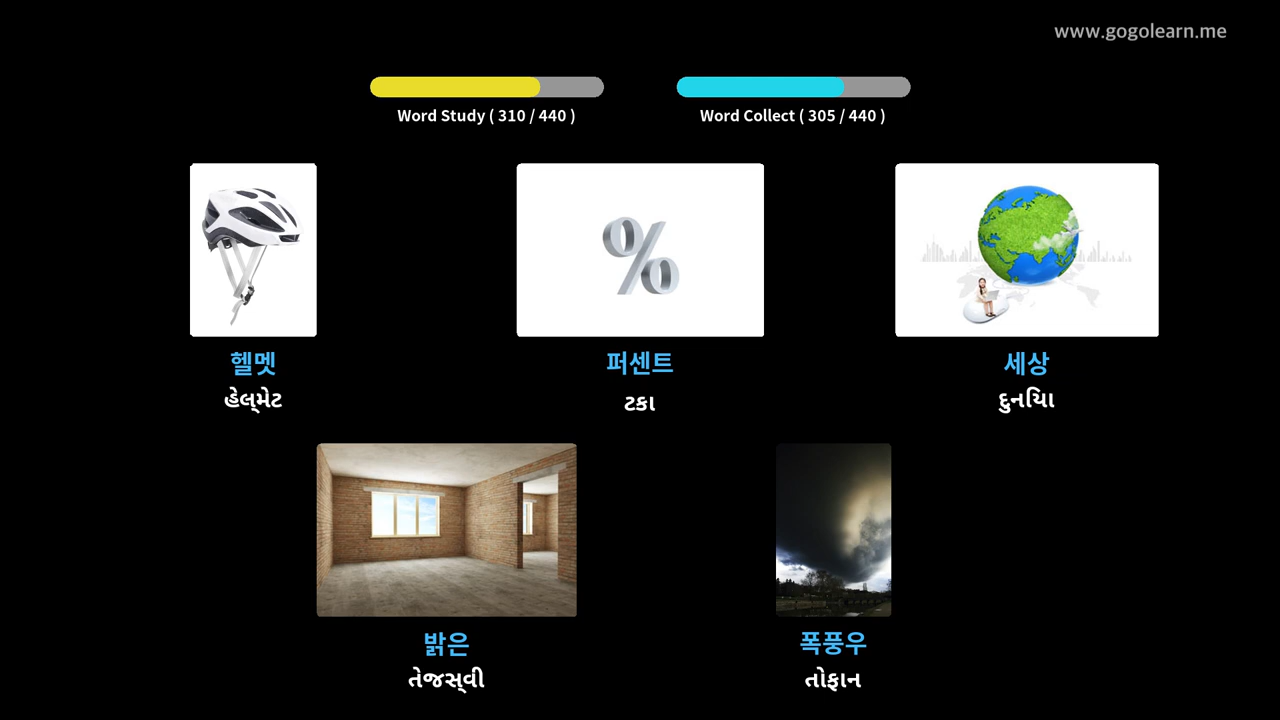 www.gogolearn.me
Word Study ( 310 / 440 )
Word Collect ( 305 / 440 )
헬멧
હેલ્‌મેટ
퍼센트
ટકા
%
세상
દુનિયા
밝은
તેજસ્વી
폭풍우
તોફાન